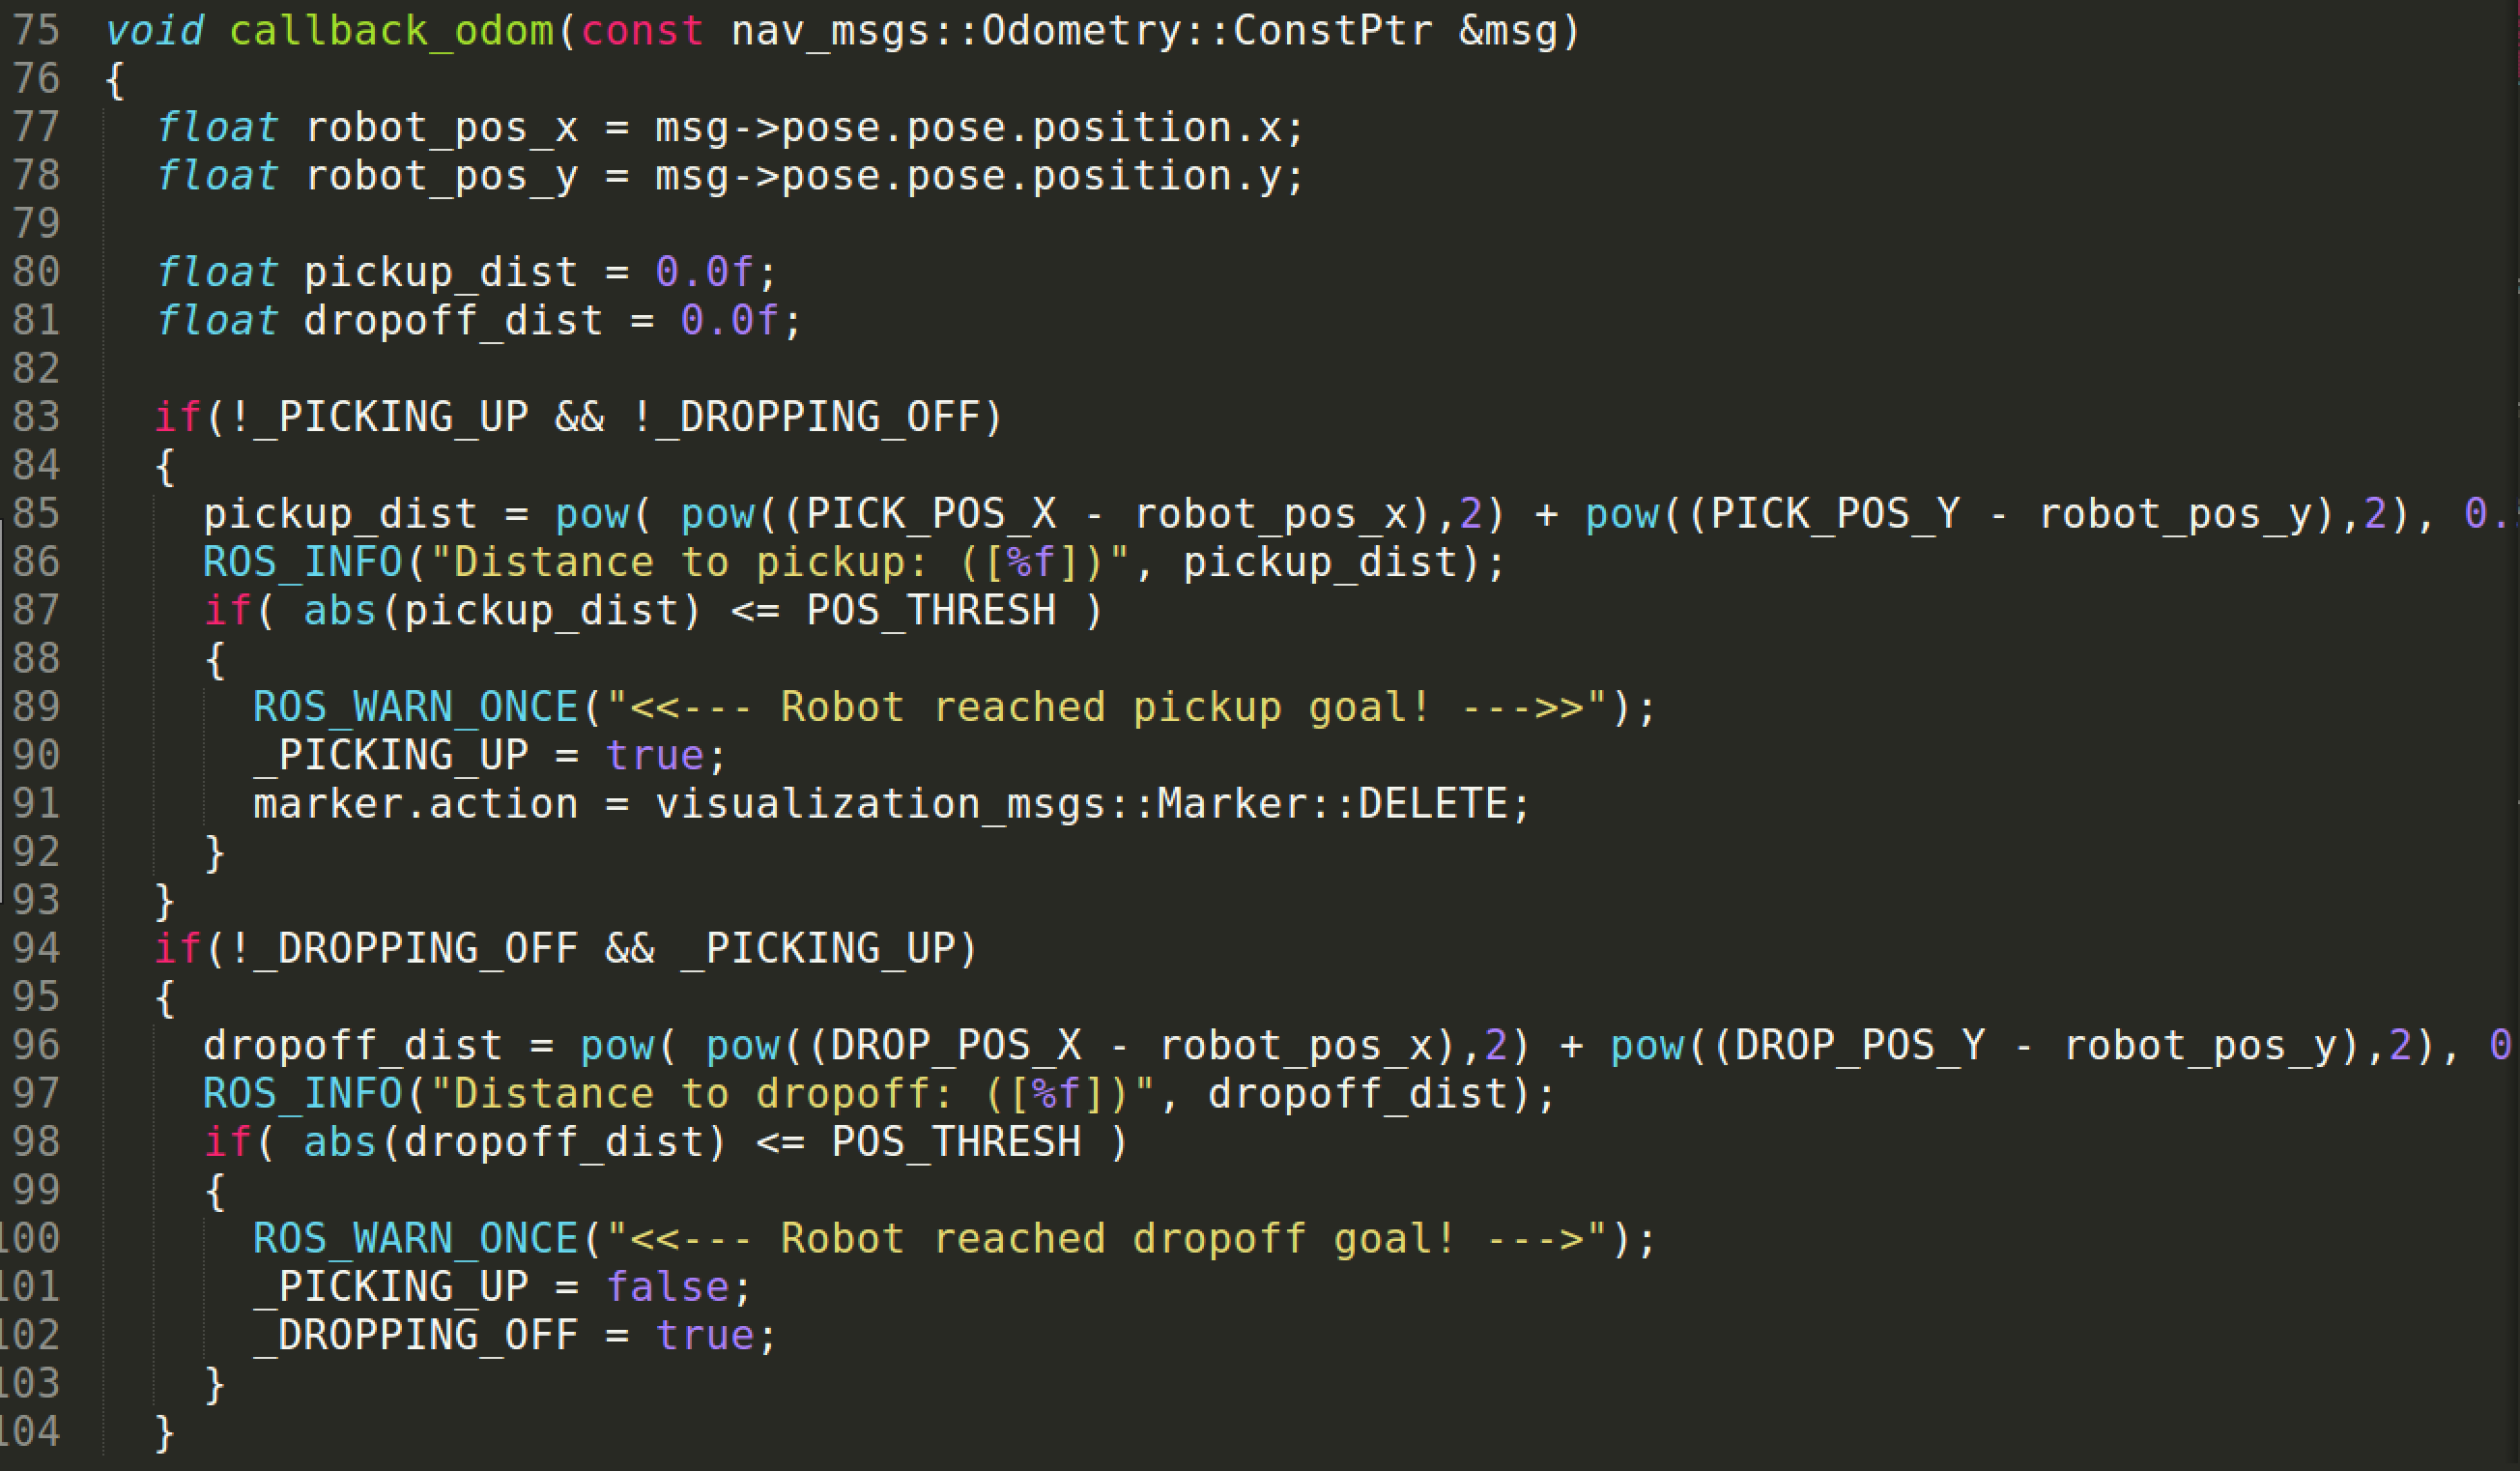 75 void callback_odom(const nav_msgs::Odometry::ConstPtr &msg)
76 {
77 float robot_pos_x = msg->pose.pose.position.x;
78 float robot_pos_y = msg->pose.pose.position.y;
79
80 float pickup_dist = 0.0f;
81 float dropoff_dist = 0.0f;
82
83 if(!_PICKING_UP && !_DROPPING_OFF)
84 {
85 pickup_dist = pow( pow((PICK_POS_X - robot_pos_x),2) + pow((PICK_POS_Y - robot_pos_y),2), 0.
86 ROS_INFO("Distance to pickup: ([%f])", pickup_dist);
87 if( abs(pickup_dist) <= POS_THRESH )
88 {
89 ROS_WARN_ONCE("<<--- Robot reached pickup goal! --->>");
90 _PICKING_UP = true;
91 marker.action = visualization_msgs::Marker::DELETE;
92 }
93 }
94 if(!_DROPPING_OFF && _PICKING_UP)
95 {
96 dropoff_dist = pow( pow((DROP_POS_X - robot_pos_x),2) + pow((DROP_POS_Y - robot_pos_y),2), 0
97 ROS_INFO("Distance to dropoff: ([%f])", dropoff_dist);
98 if( abs(dropoff_dist) <= POS_THRESH )
99 {
100 ROS_WARN_ONCE("<<--- Robot reached dropoff goal! --->");
101 _PICKING_UP = false;
102 _DROPPING_OFF = true;
103 }
104 }